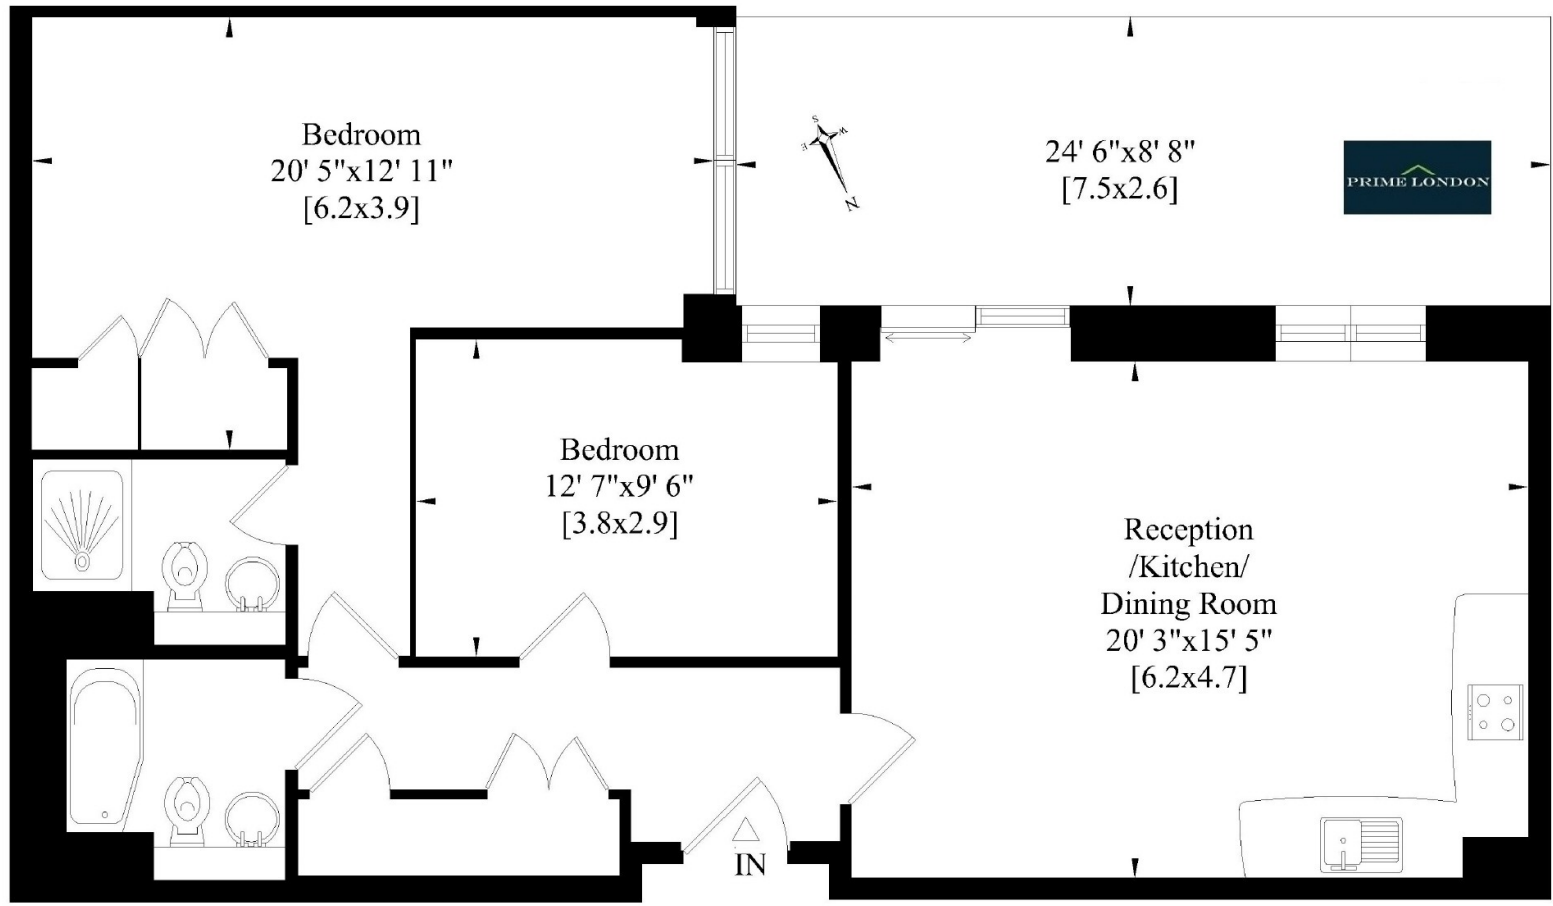 Bedroom
20' 5"x12' 11"
[6.2x3.9]
S
W
E
N
24' 6"x8' 8"
[7.5x2.6]
PRIME LONDON
Bedroom
12' 7"x9' 6"
[3.8x2.9]
Reception
/Kitchen/
Dining Room
20' 3"x15' 5"
[6.2x4.7]
IN